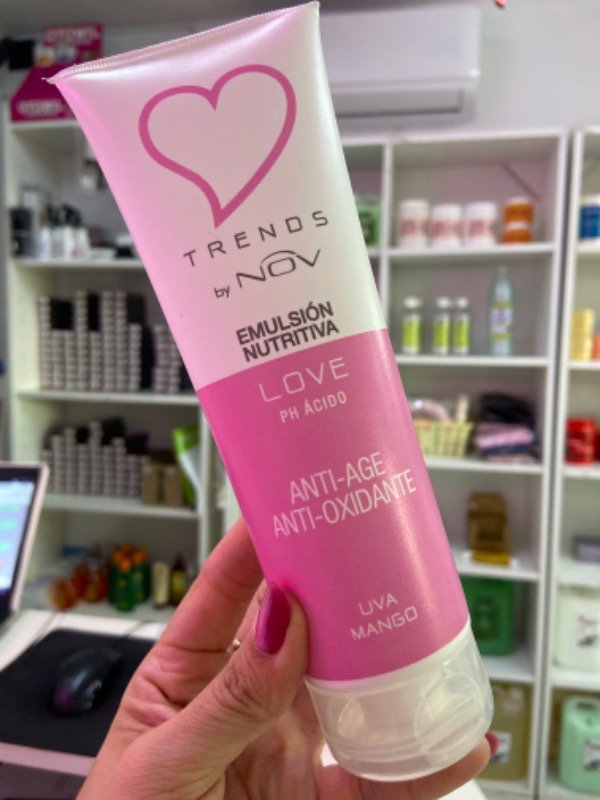 TRENDS
by NOV
EMULSIÓN
NUTRITIVA
LOVE
PH ÁCIDO
ANTI-AGE
ANTI-OXIDANTE
UVA
MANGO